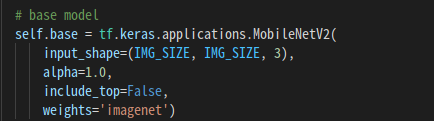 # base model
self.base = tf.keras.applications.MobileNetV2(
    input_shape=(IMG_SIZE, IMG_SIZE, 3),
    alpha=1.0,
    include_top=False,
    weights='imagenet')